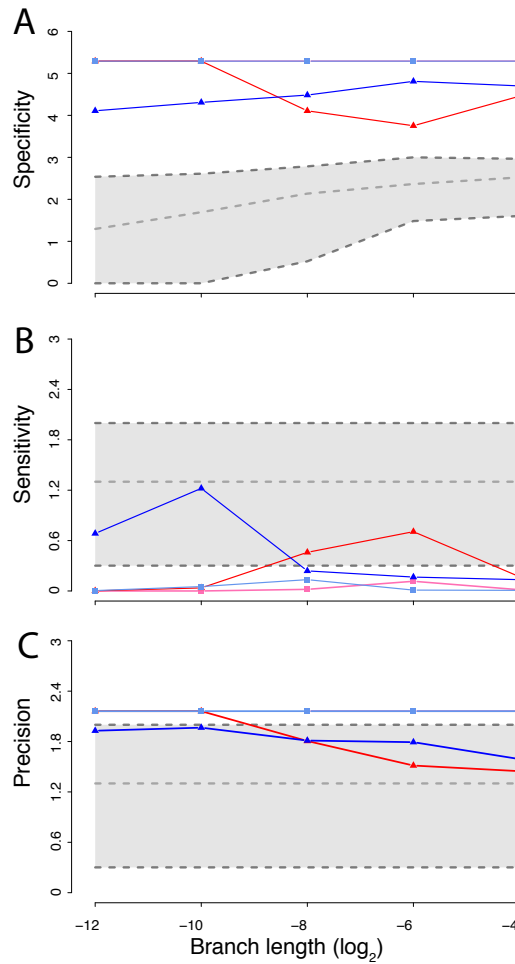 A
Specificity
0 1 2 3 4 5 6
B
Sensitivity
0 0.6 1.2 1.8 2.4 3
C
Precision
0 0.6 1.2 1.8 2.4 3
−12 −10 −8 −6 −4
Branch length (log2)